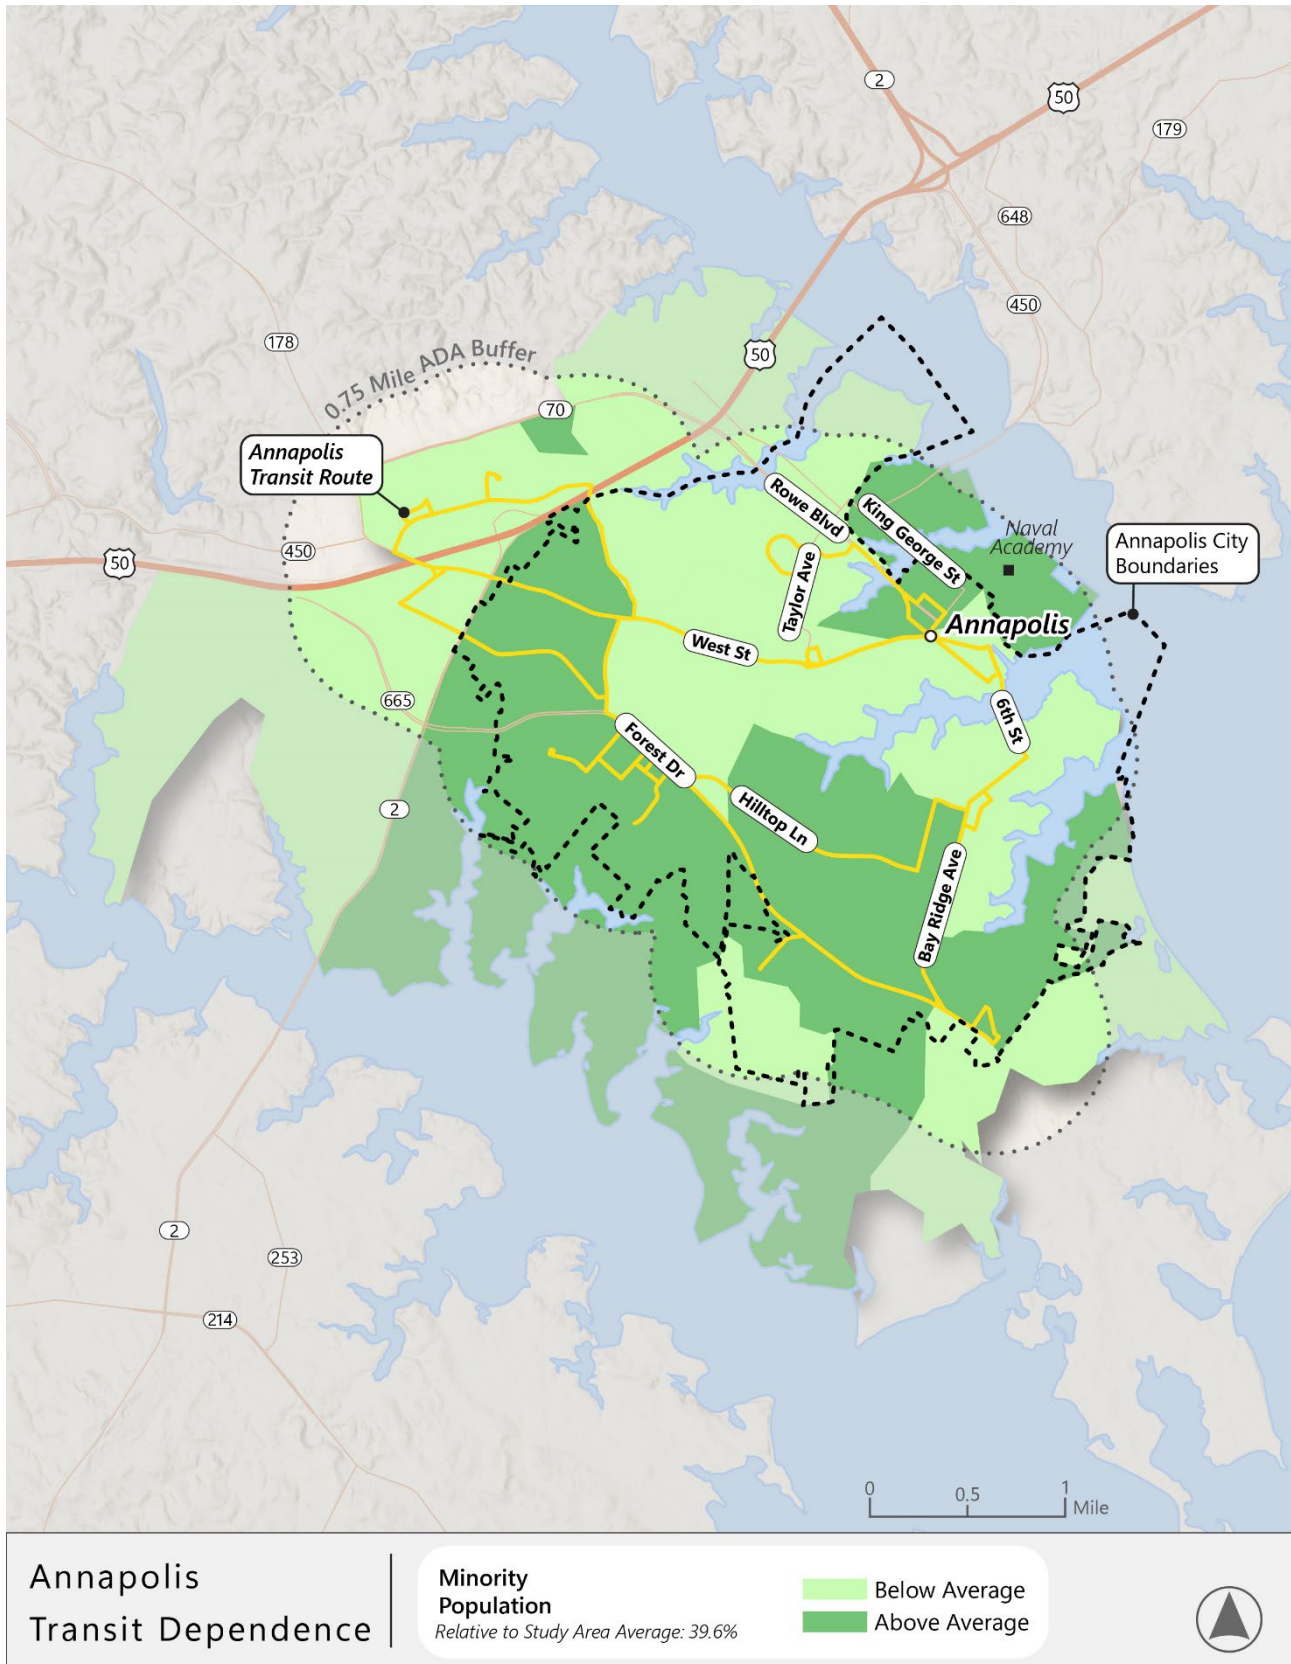 2
50
179
648
450
178
50
0.75 Mile ADA Buffer
70
Annapolis
Transit Route
Rowe Blvd
King George St
Naval
Academy
Annapolis City
Boundaries
450
50
Taylor Ave
Annapolis
West St
665
6th St
Forest Dr
Hilltop Ln
2
Bay Ridge Ave
2
253
214
0
0.5
1
Mile
Annapolis
Transit Dependence
Minority
Population
Relative to Study Area Average: 39.6%
Below Average
Above Average